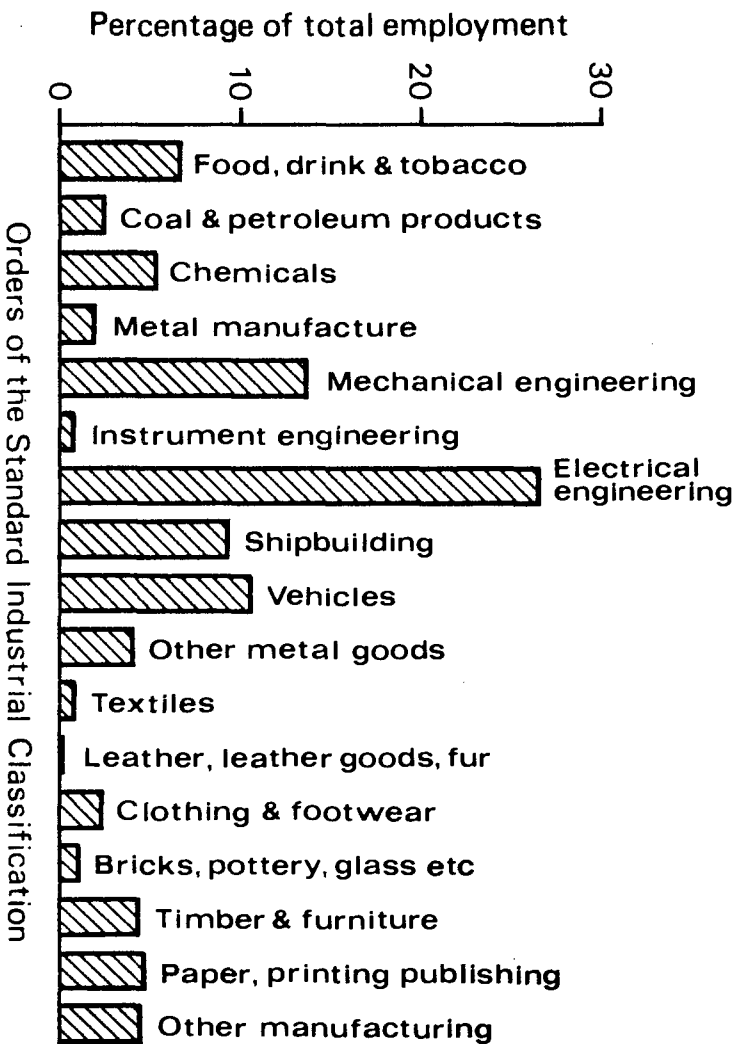 Percentage of total employment
0 10 20 30
Food, drink & tobacco
Coal & petroleum products
Chemicals
Metal manufacture
Mechanical engineering
Instrument engineering
Electrical
engineering
Shipbuilding
Vehicles
Other metal goods
Textiles
Leather, leather goods, fur
Clothing & footwear
Bricks, pottery, glass etc
Timber & furniture
Paper, printing publishing
Other manufacturing
Orders of the Standard Industrial Classification